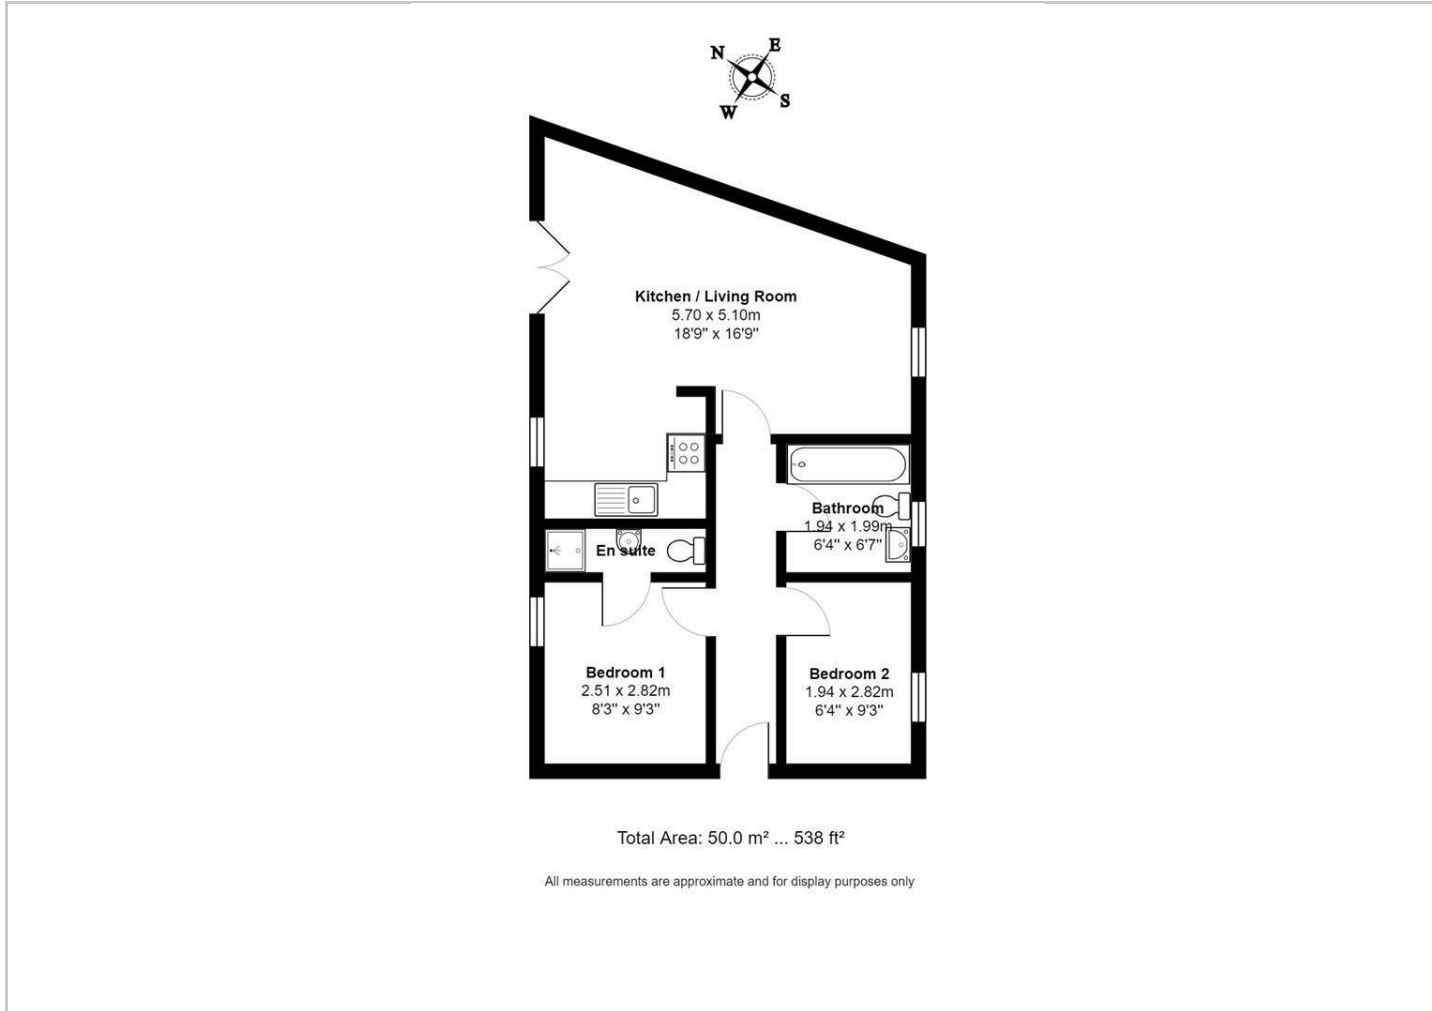 N
E
W
S
Kitchen / Living Room
5.70 x 5.10m
18'9" x 16'9"
Bathroom
1.94 x 1.99m
6'4" x 6'7"
En suite
Bedroom 1
2.51 x 2.82m
8'3" x 9'3"
Bedroom 2
1.94 x 2.82m
6'4" x 9'3"
Total Area: 50.0 m² ... 538 ft²
All measurements are approximate and for display purposes only